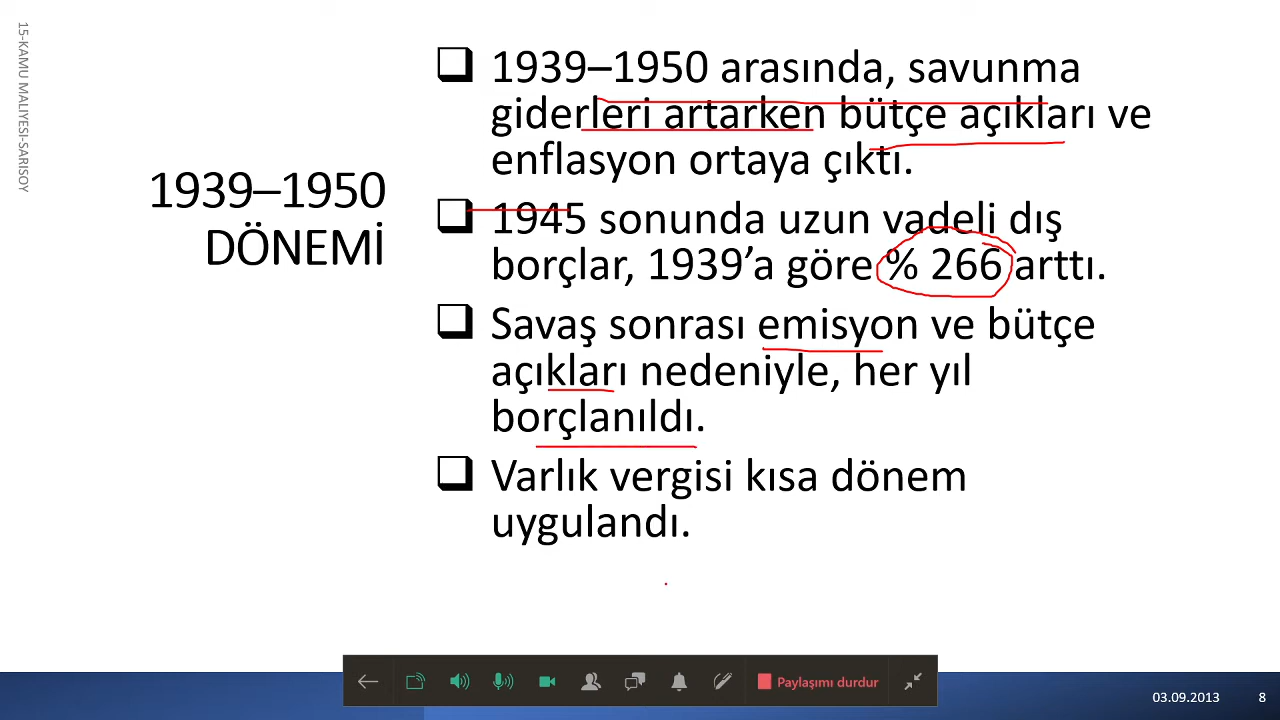 15-KAMU MALIYESI-SARISOY
1939–1950
DÖNEMİ
❑ 1939–1950 arasında, savunma
giderleri artarken bütçe açıkları ve
enflasyon ortaya çıktı.
❑ 1945 sonunda uzun vadeli dış
borçlar, 1939’a göre % 266 arttı.
❑ Savaş sonrası emisyon ve bütçe
açıkları nedeniyle, her yıl
borçlanıldı.
❑ Varlık vergisi kısa dönem
uygulandı.
Paylaşımı durdur
03.09.2013
8